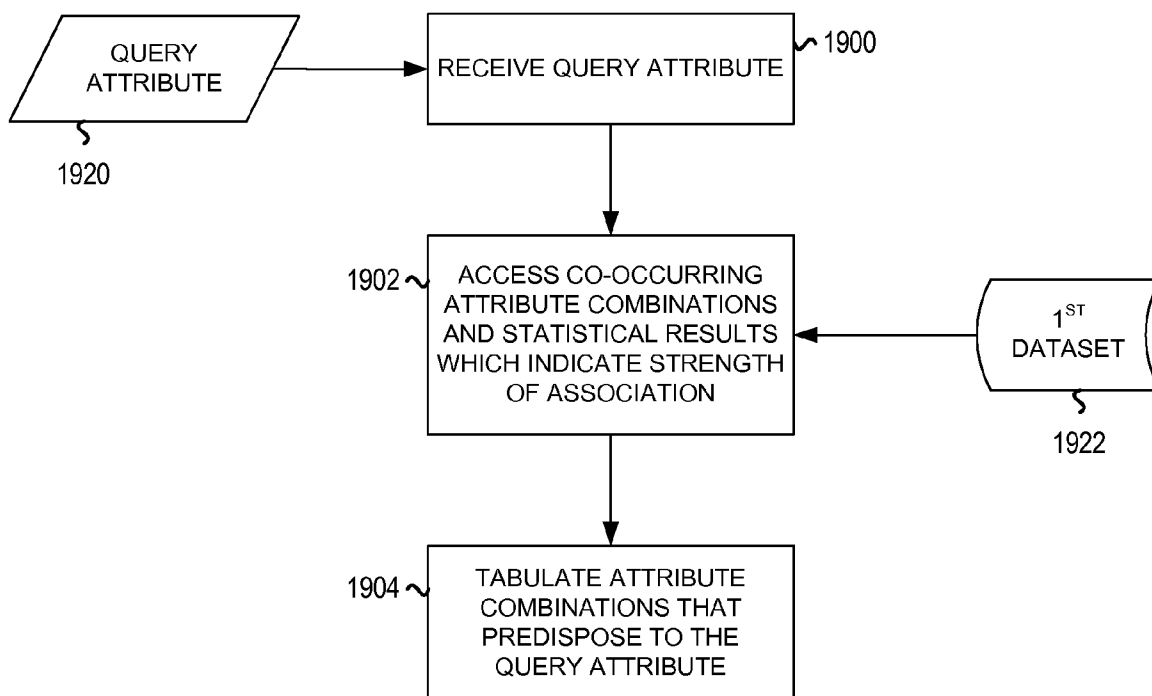 QUERY
ATTRIBUTE
1920
RECEIVE QUERY ATTRIBUTE
1900
1902
ACCESS CO-OCCURRING
ATTRIBUTE COMBINATIONS
AND STATISTICAL RESULTS
WHICH INDICATE STRENGTH
OF ASSOCIATION
1ST
DATASET
1922
1904
TABULATE ATTRIBUTE
COMBINATIONS THAT
PREDISPOSE TO THE
QUERY ATTRIBUTE